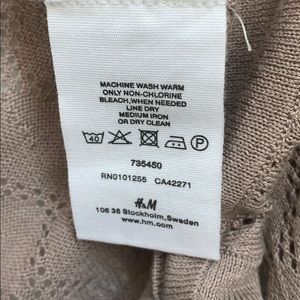 MACHINE WASH WARM
ONLY NON-CHLORINE
BLEACH,WHEN NEEDED
LINE DRY
MEDIUM IRON
OR DRY CLEAN
40 P
735450
RN0101255 CA42271
H&M
106 38 Stockholm,Sweden
www.hm.com